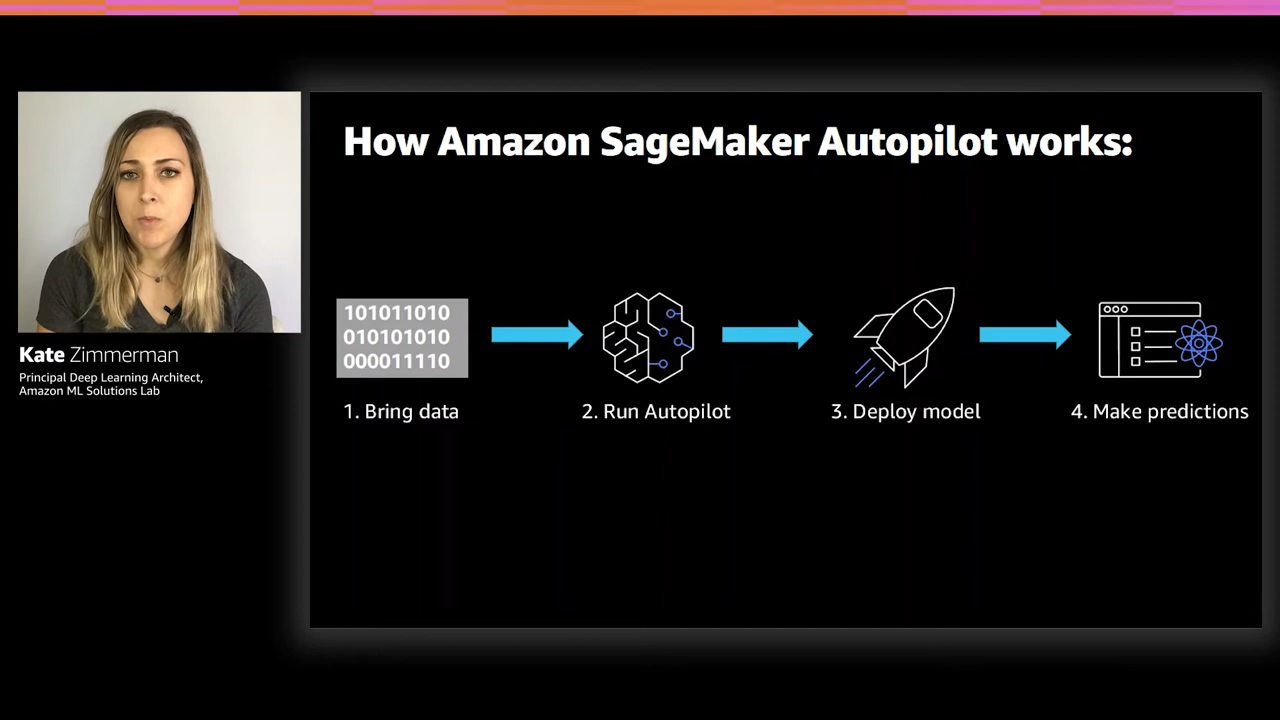 How Amazon SageMaker Autopilot works:
Kate Zimmerman
Principal Deep Learning Architect,
Amazon ML Solutions Lab
101011010
010101010
000011110
1. Bring data
2. Run Autopilot
3. Deploy model
4. Make predictions